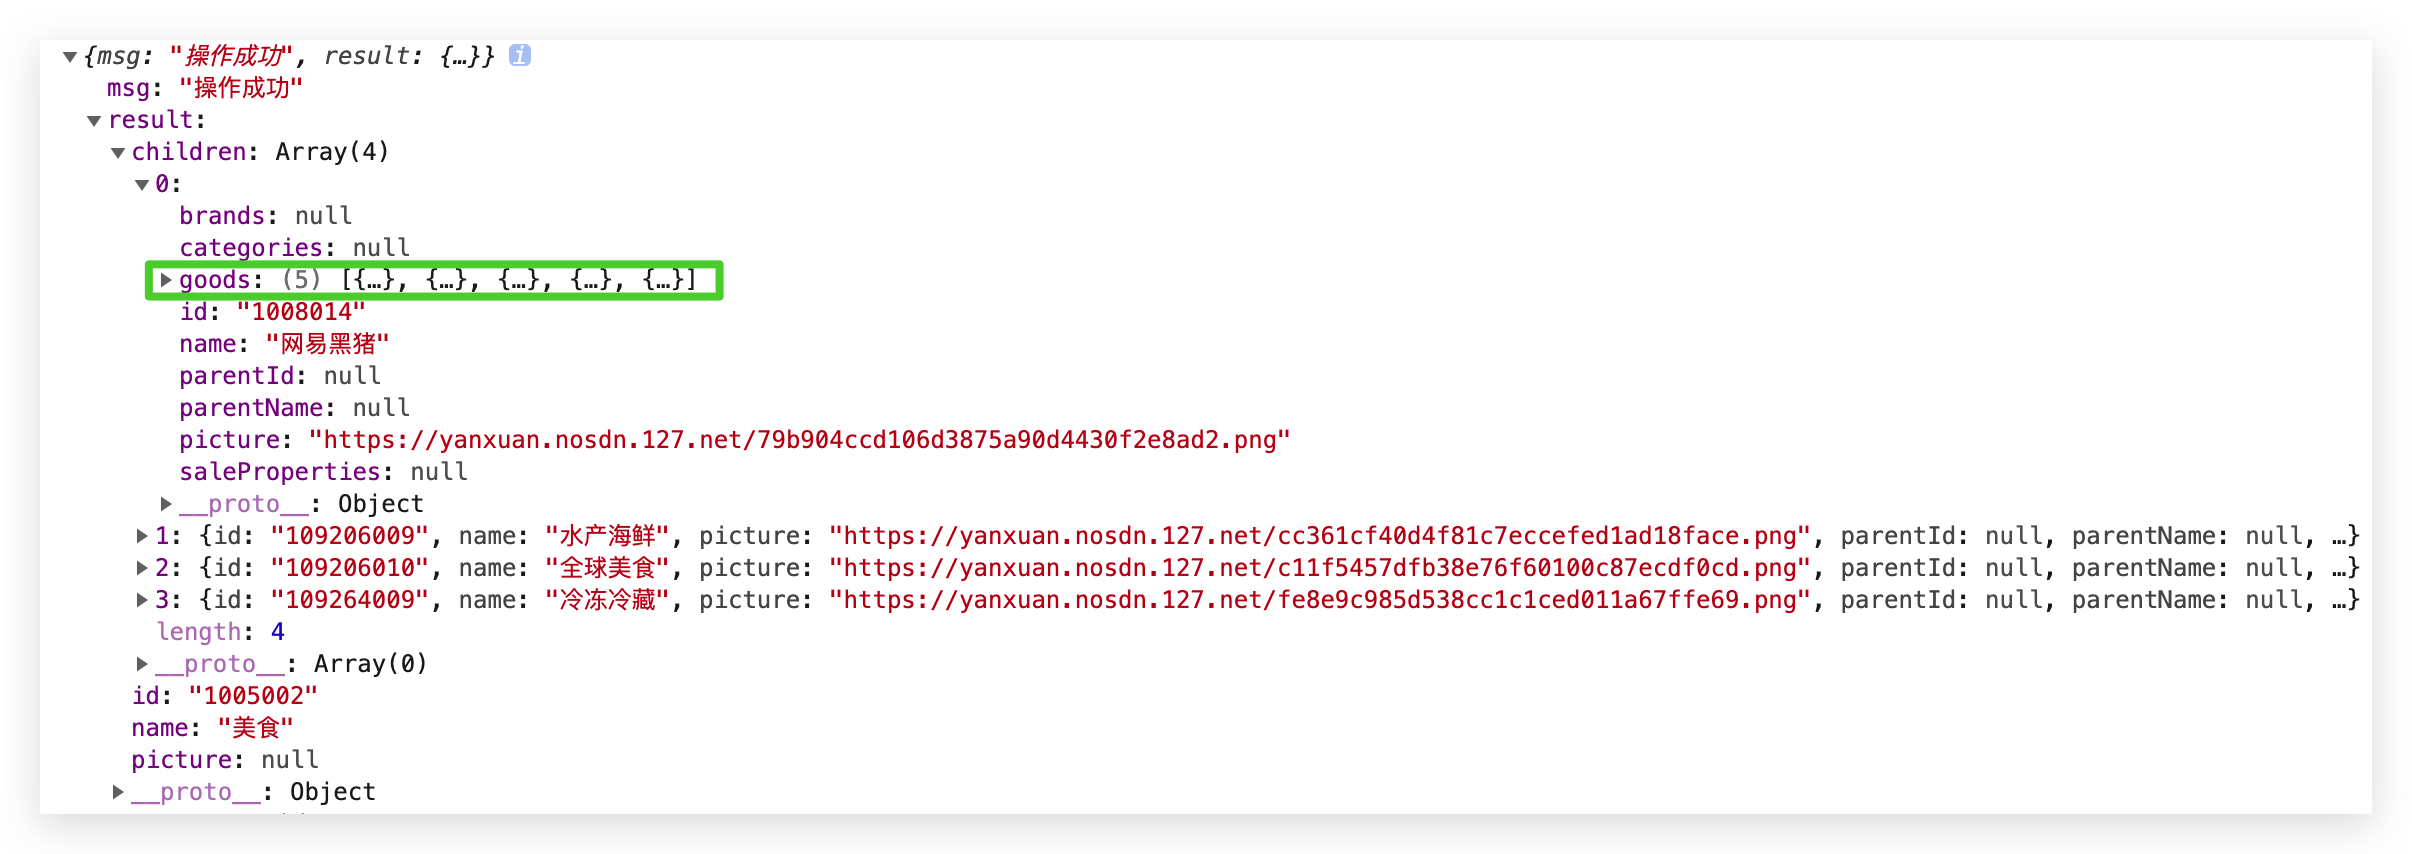 {msg: "操作成功", result: {…}} i
msg: "操作成功"
result:
children: Array(4)
0:
brands: null
categories: null
goods: (5) [{…}, {…}, {…}, {…}, {…}]
id: "1008014"
name: "网易黑猪"
parentId: null
parentName: null
picture: "https://yanxuan.nosdn.127.net/79b904ccd106d3875a90d4430f2e8ad2.png"
saleProperties: null
__proto__: Object
1: {id: "109206009", name: "水产海鲜", picture: "https://yanxuan.nosdn.127.net/cc361cf40d4f81c7eccefed1ad18face.png", parentId: null, parentName: null, …}
2: {id: "109206010", name: "全球美食", picture: "https://yanxuan.nosdn.127.net/c11f5457dfb38e76f60100c87ecdf0cd.png", parentId: null, parentName: null, …}
3: {id: "109264009", name: "冷冻冷藏", picture: "https://yanxuan.nosdn.127.net/fe8e9c985d538cc1c1ced011a67ffe69.png", parentId: null, parentName: null, …}
length: 4
__proto__: Array(0)
id: "1005002"
name: "美食"
picture: null
__proto__: Object